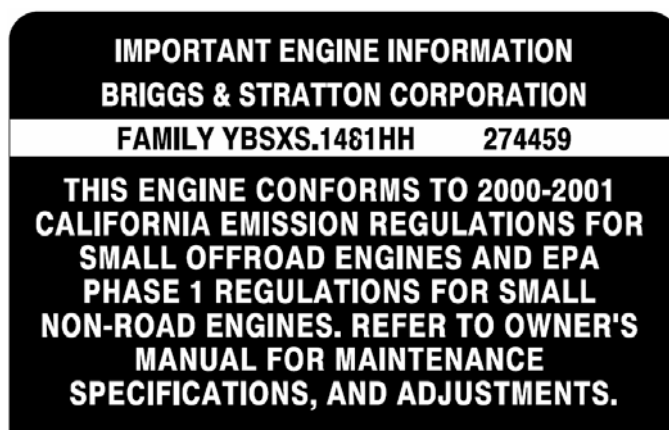 IMPORTANT ENGINE INFORMATION
BRIGGS & STRATTON CORPORATION
FAMILY YBSXS.1481HH 274459
THIS ENGINE CONFORMS TO 2000-2001
CALIFORNIA EMISSION REGULATIONS FOR
SMALL OFFROAD ENGINES AND EPA
PHASE 1 REGULATIONS FOR SMALL
NON-ROAD ENGINES. REFER TO OWNER'S
MANUAL FOR MAINTENANCE
SPECIFICATIONS, AND ADJUSTMENTS.